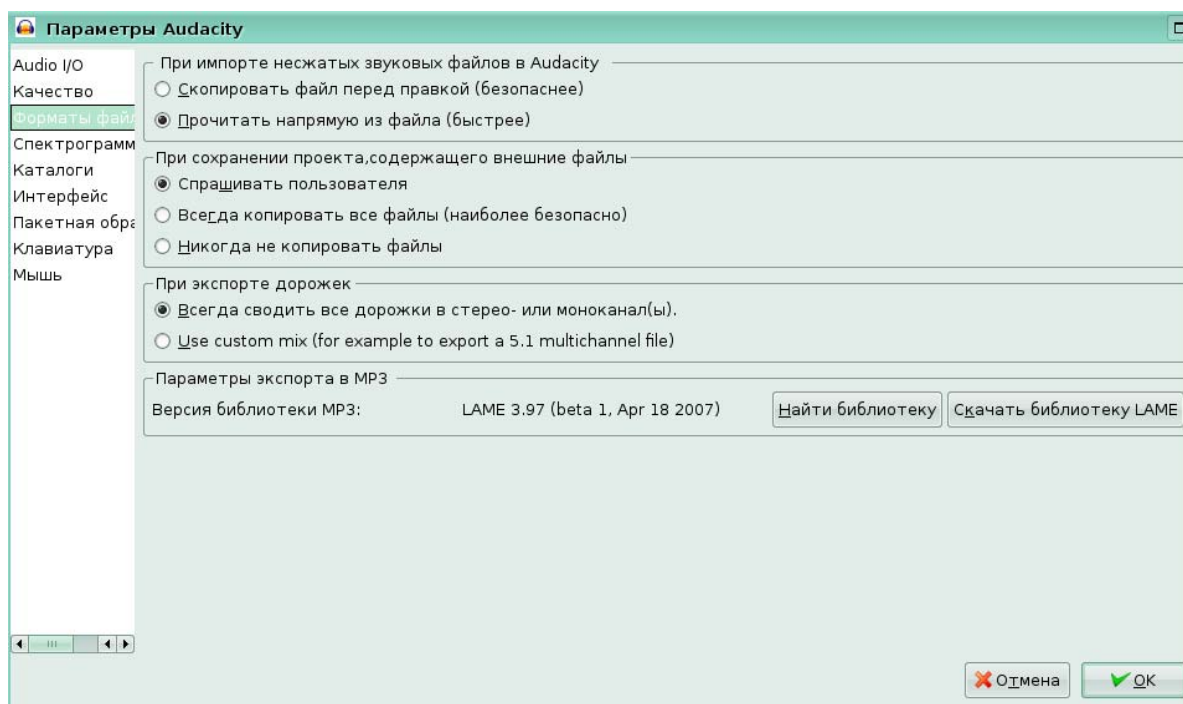 Параметры Audacity
Audio I/O
Качество
Форматы файл
Спектрограмм
Каталоги
Интерфейс
Пакетная обра
Клавиатура
Мышь
При импорте несжатых звуковых файлов в Audacity
Скопировать файл перед правкой (безопаснее)
Прочитать напрямую из файла (быстрее)
При сохранении проекта,содержащего внешние файлы
Спрашивать пользователя
Всегда копировать все файлы (наиболее безопасно)
Никогда не копировать файлы
При экспорте дорожек
Всегда сводить все дорожки в стерео- или моноканал(ы).
Use custom mix (for example to export a 5.1 multichannel file)
Параметры экспорта в MP3
Версия библиотеки MP3: LAME 3.97 (beta 1, Apr 18 2007) Найти библиотеку Скачать библиотеку LAME
Отмена OK